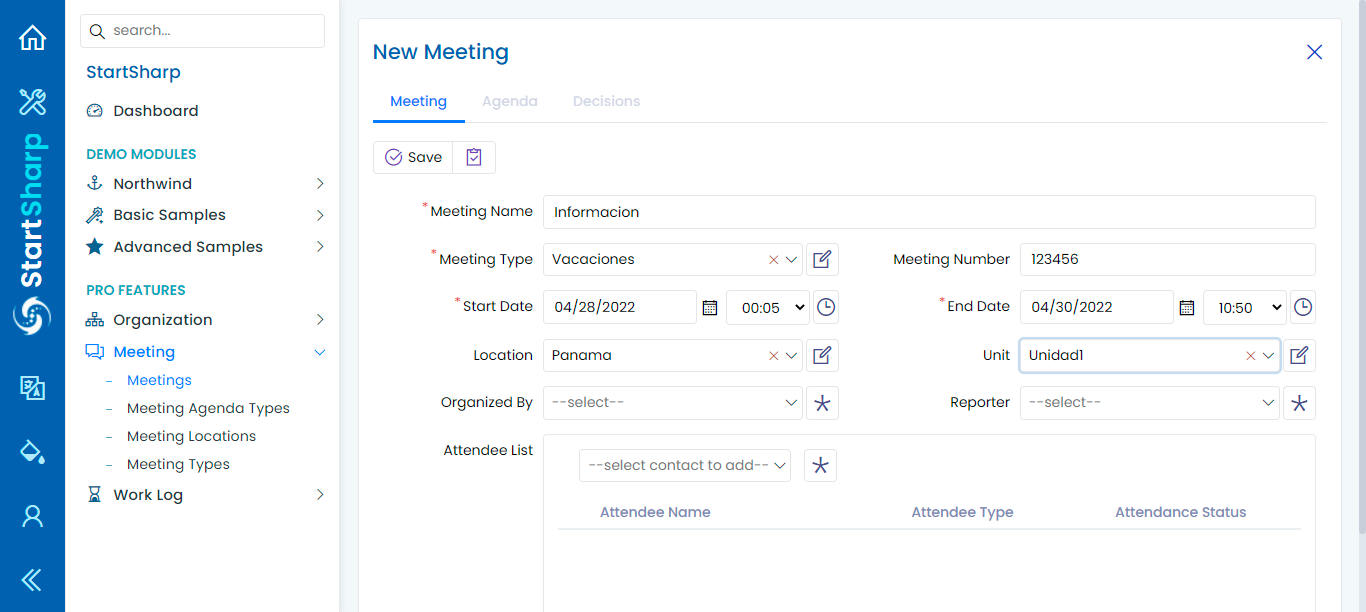 search...
StartSharp
Dashboard
DEMO MODULES
Northwind
Basic Samples
Advanced Samples
PRO FEATURES
Organization
Meeting
Meetings
Meeting Agenda Types
Meeting Locations
Meeting Types
Work Log
StartSharp
New Meeting
Meeting Agenda Decisions
Save
* Meeting Name Informacion
* Meeting Type Vacaciones Meeting Number 123456
* Start Date 04/28/2022 00:05 * End Date 04/30/2022 10:50
Location Panama Unit Unidad1
Organized By --select-- Reporter --select--
Attendee List
--select contact to add--
Attendee Name Attendee Type Attendance Status